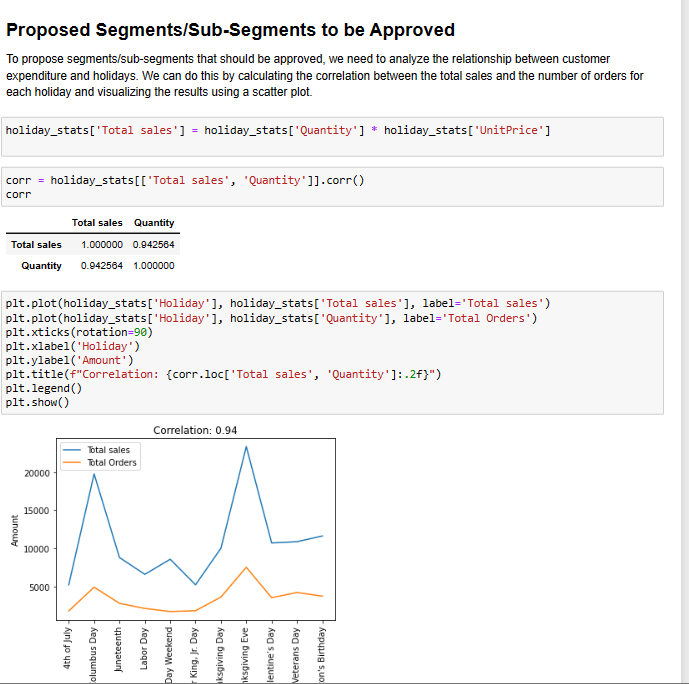 Proposed Segments/Sub-Segments to be Approved
To propose segments/sub-segments that should be approved, we need to analyze the relationship between customer
expenditure and holidays. We can do this by calculating the correlation between the total sales and the number of orders for
each holiday and visualizing the results using a scatter plot.
holiday_stats['Total sales'] = holiday_stats['Quantity'] * holiday_stats['UnitPrice']
corr = holiday_stats[['Total sales', 'Quantity']].corr()
corr
Total sales Quantity
Total sales 1.000000 0.942564
Quantity 0.942564 1.000000
plt.plot(holiday_stats['Holiday'], holiday_stats['Total sales'], label='Total sales')
plt.plot(holiday_stats['Holiday'], holiday_stats['Quantity'], label='Total Orders')
plt.xticks(rotation=90)
plt.xlabel('Holiday')
plt.ylabel('Amount')
plt.title(f"Correlation: {corr.loc['Total sales', 'Quantity']:.2f}")
plt.legend()
plt.show()
Correlation: 0.94
Total sales
Total Orders
20000
15000
10000
5000
Amount
4th of July
olumbus Day
Juneteenth
Labor Day
Day Weekend
r King, Jr. Day
nksgiving Day
nksgiving Eve
lentine's Day
Veterans Day
on's Birthday